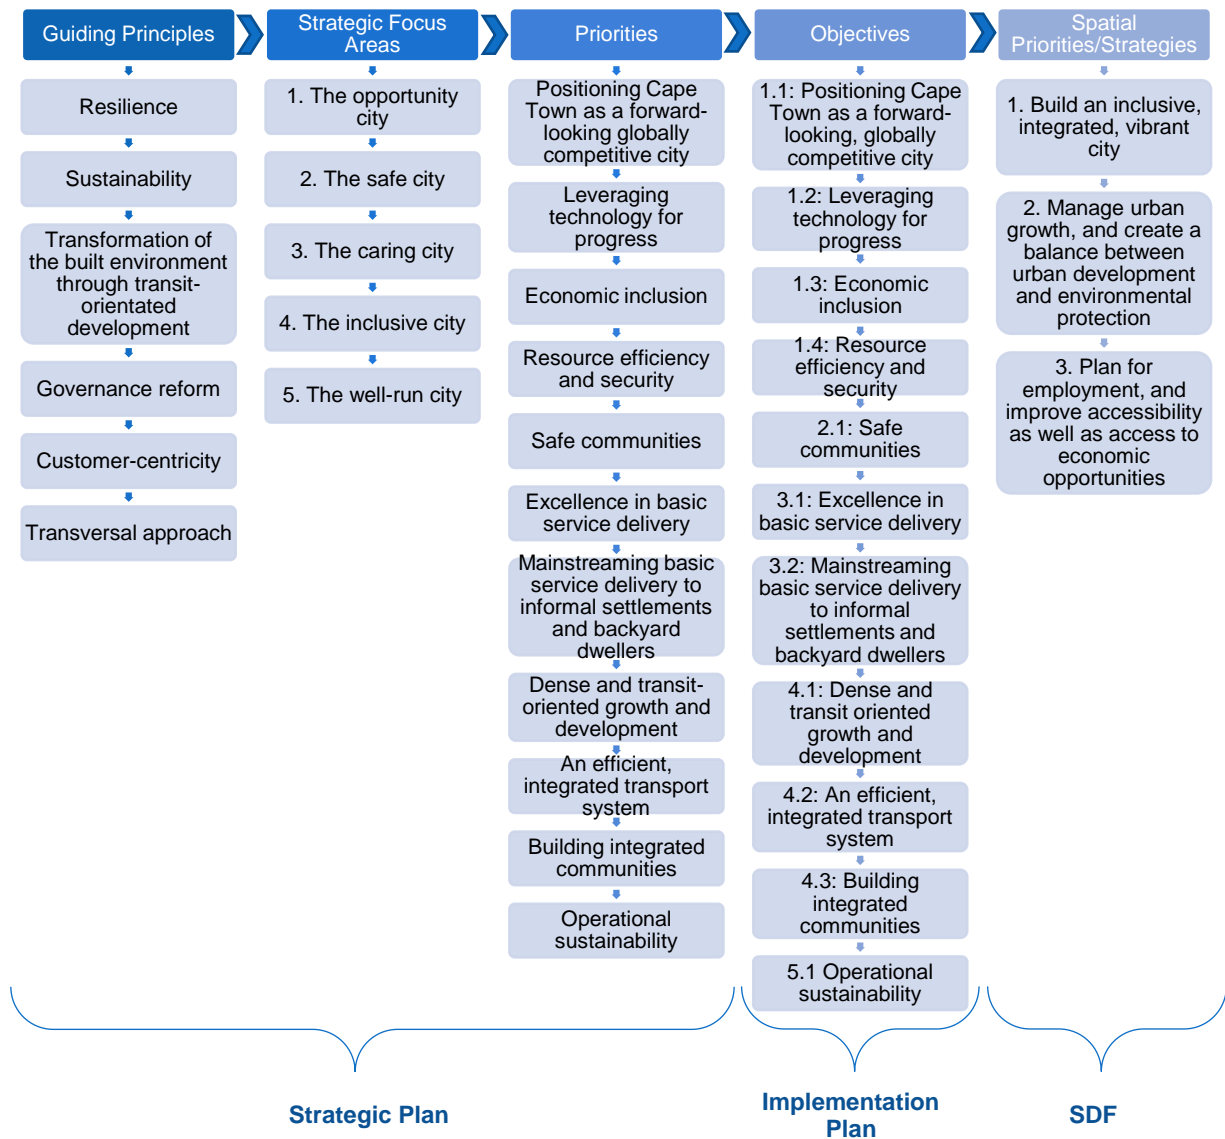 Guiding Principles
Resilience
Sustainability
Transformation of
the built environment
through transit-
orientated
development
Governance reform
Customer-centricity
Transversal approach
Strategic Focus
Areas
1. The opportunity
city
2. The safe city
3. The caring city
4. The inclusive city
5. The well-run city
Priorities
Positioning Cape
Town as a forward-
looking globally
competitive city
Leveraging
technology for
progress
Economic inclusion
Resource efficiency
and security
Safe communities
Excellence in basic
service delivery
Mainstreaming basic
service delivery to
informal settlements
and backyard
dwellers
Dense and transit-
oriented growth and
development
An efficient,
integrated transport
system
Building integrated
communities
Operational
sustainability
Objectives
1.1: Positioning Cape
Town as a forward-
looking, globally
competitive city
1.2: Leveraging
technology for
progress
1.3: Economic
inclusion
1.4: Resource
efficiency and
security
2.1: Safe
communities
3.1: Excellence in
basic service delivery
3.2: Mainstreaming
basic service delivery
to informal
settlements and
backyard dwellers
4.1: Dense and
transit oriented
growth and
development
4.2: An efficient,
integrated transport
system
4.3: Building
integrated
communities
5.1 Operational
sustainability
Spatial
Priorities/Strategies
1. Build an inclusive,
integrated, vibrant
city
2. Manage urban
growth, and create a
balance between
urban development
and environmental
protection
3. Plan for
employment, and
improve accessibility
as well as access to
economic
opportunities
Strategic Plan
Implementation
Plan
SDF